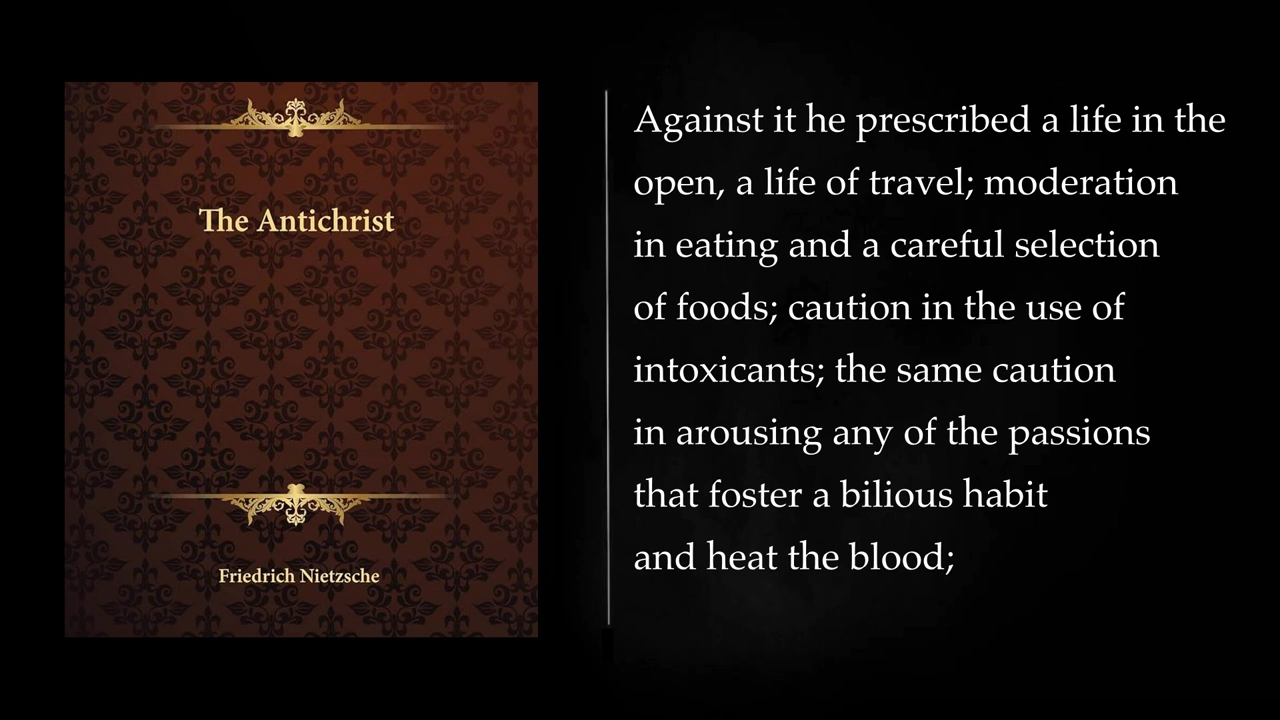 The Antichrist
Friedrich Nietzsche
Against it he prescribed a life in the
open, a life of travel; moderation
in eating and a careful selection
of foods; caution in the use of
intoxicants; the same caution
in arousing any of the passions
that foster a bilious habit
and heat the blood;